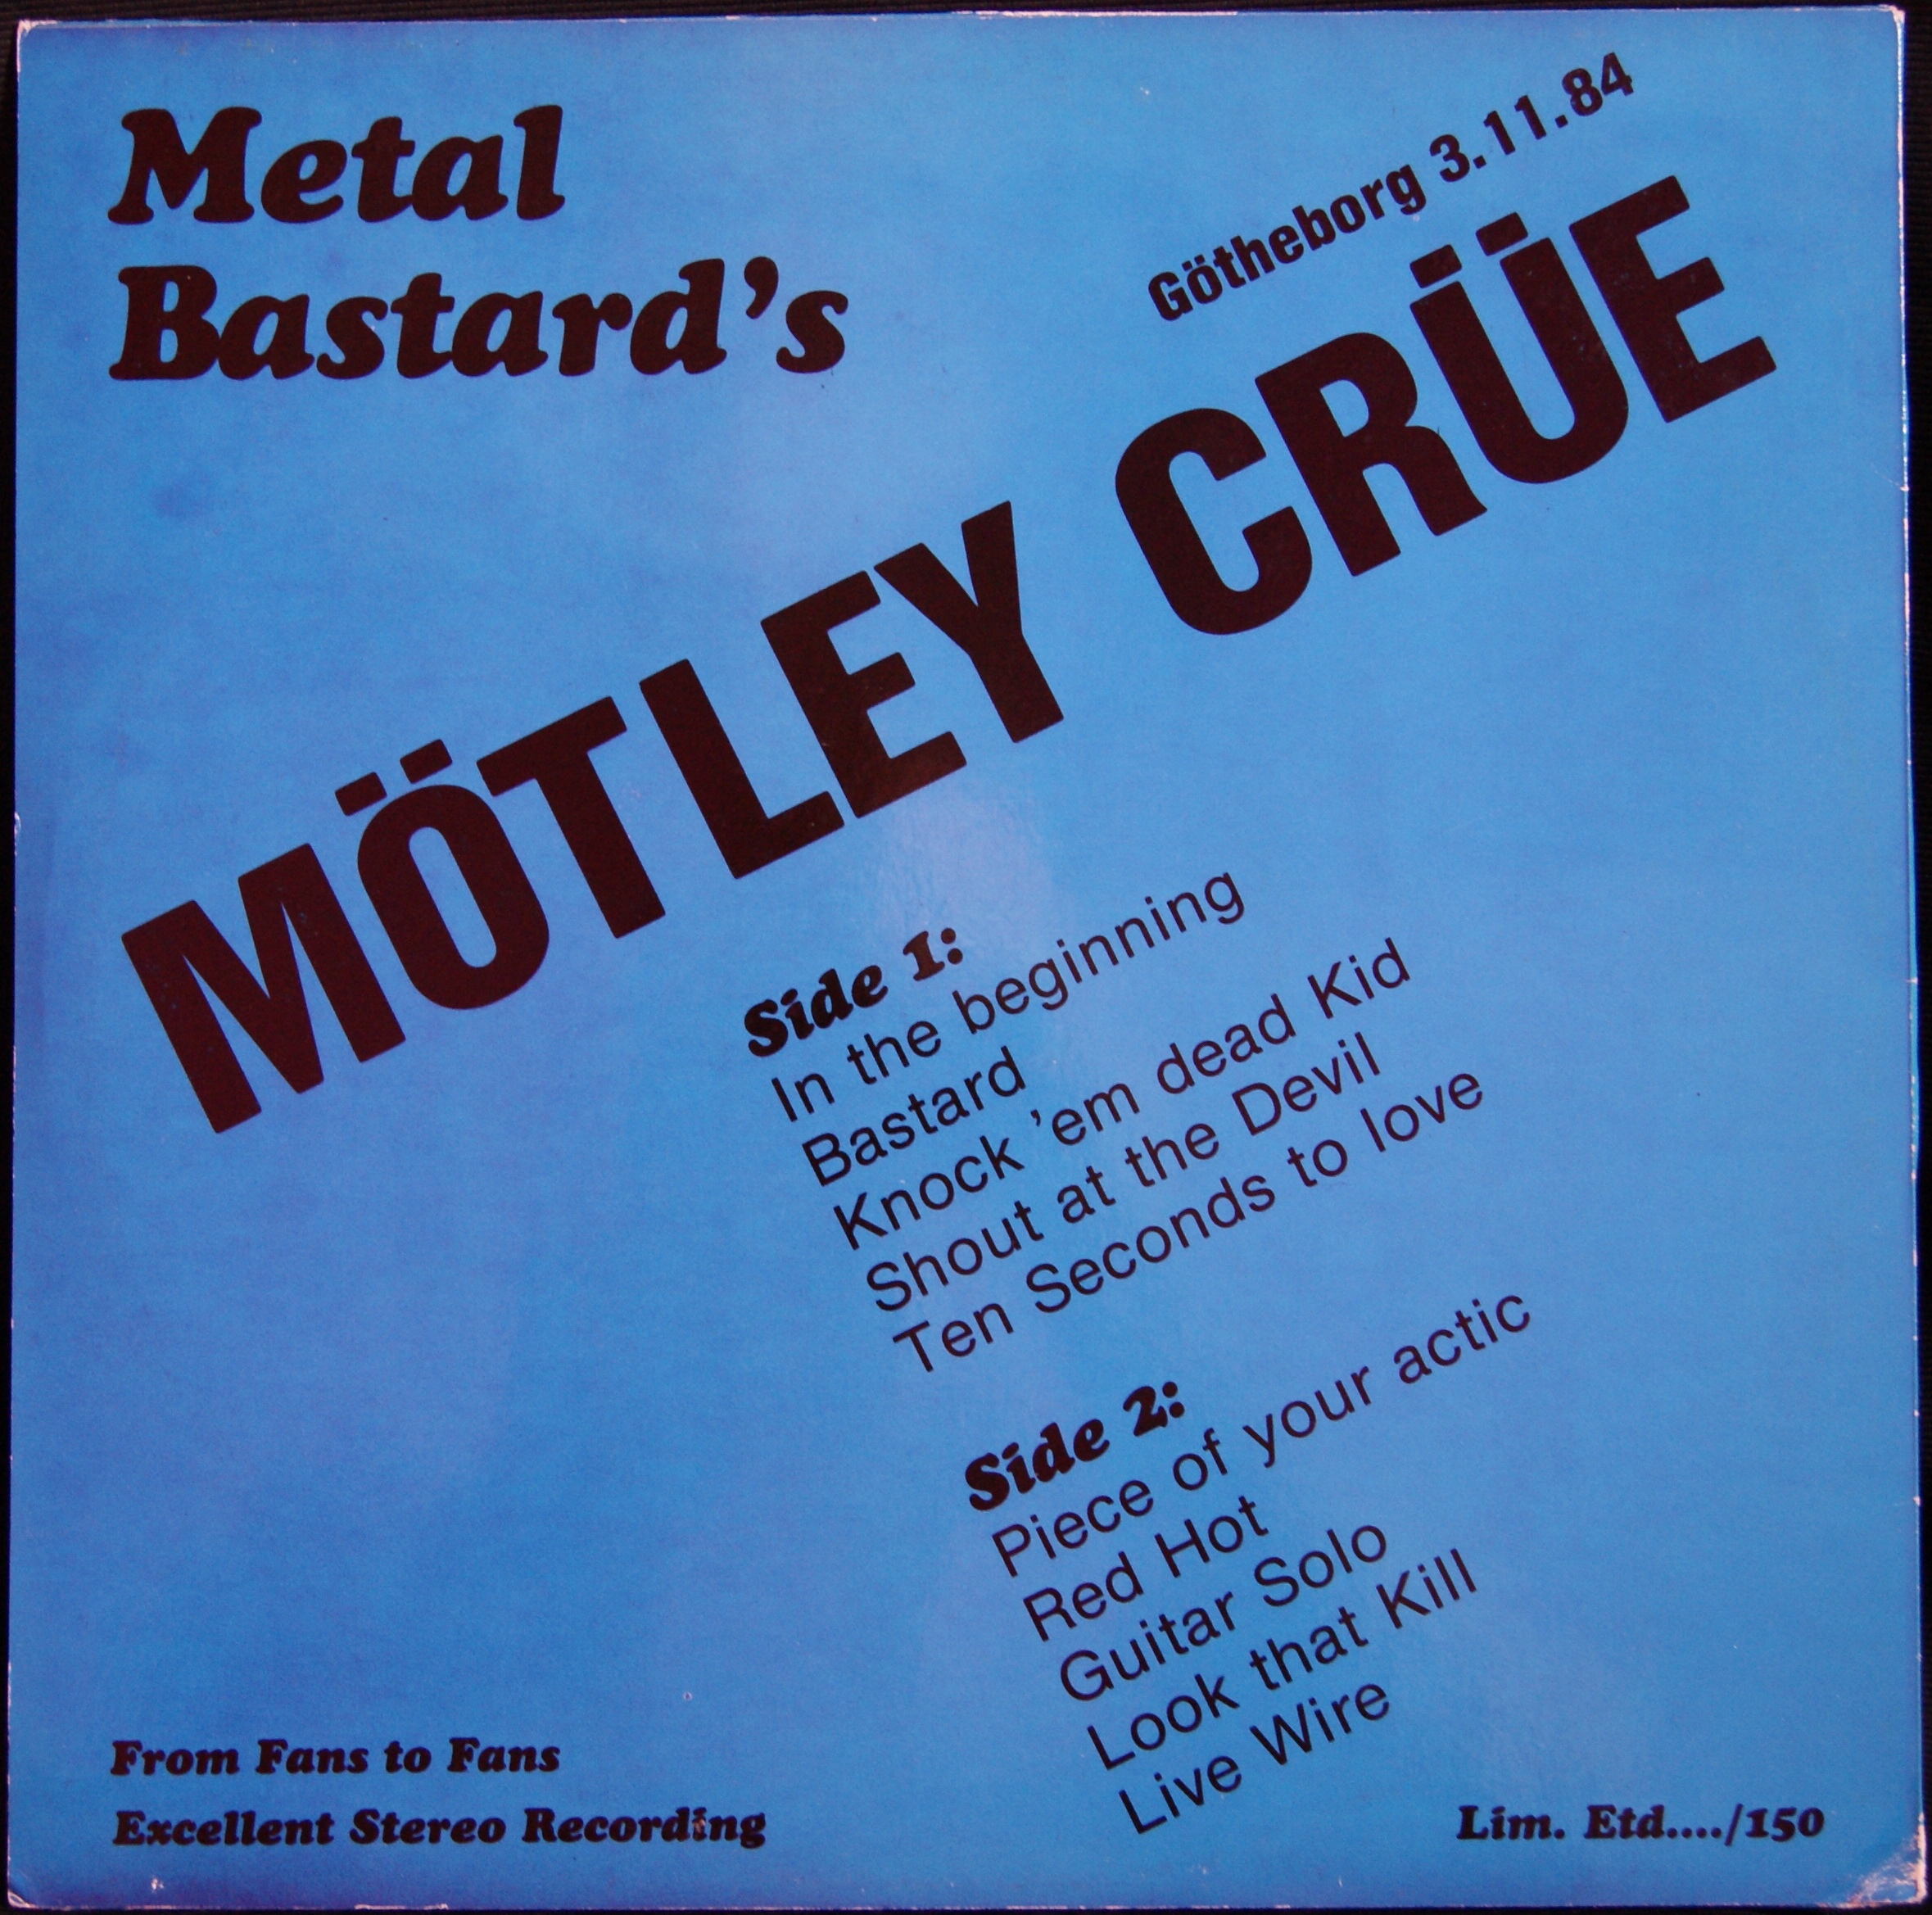 Metal
Bastard's
Götheborg 3.11.84
MÖTLEY CRÜE
Side 1:
In the beginning
Bastard
Knock 'em dead Kid
Shout at the Devil
Ten Seconds to love
Side 2:
Piece of your actic
Red Hot
Guitar Solo
Look that Kill
Live Wire
From Fans to Fans
Excellent Stereo Recording
Lim. Etd..../150